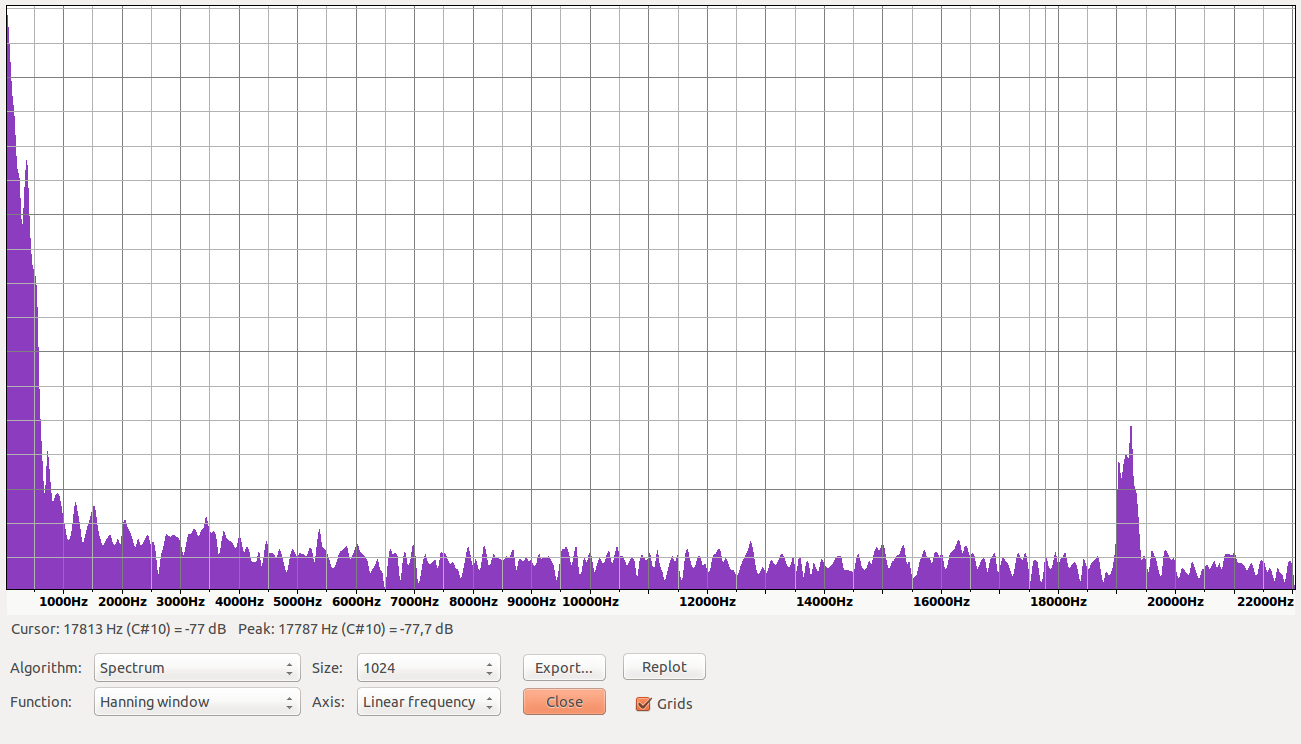 1000Hz 2000Hz 3000Hz 4000Hz 5000Hz 6000Hz 7000Hz 8000Hz 9000Hz 10000Hz 12000Hz 14000Hz 16000Hz 18000Hz 20000Hz 22000Hz
Cursor: 17813 Hz (C#10) = -77 dB Peak: 17787 Hz (C#10) = -77,7 dB
Algorithm: Spectrum Size: 1024 Export... Replot
Function: Hanning window Axis: Linear frequency Close Grids